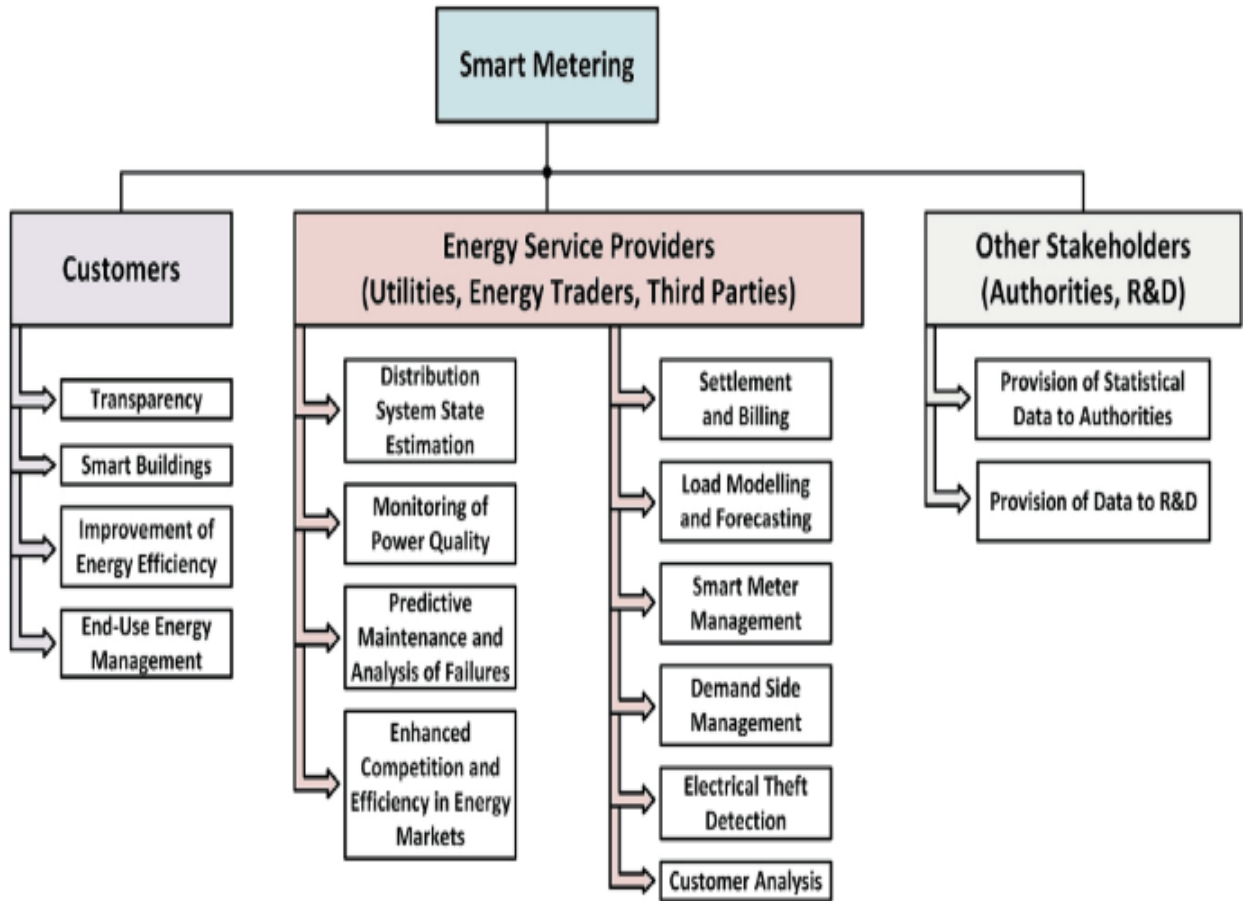 Smart Metering
Customers
Transparency
Smart Buildings
Improvement of
Energy Efficiency
End-Use Energy
Management
Energy Service Providers
(Utilities, Energy Traders, Third Parties)
Distribution
System State
Estimation
Monitoring of
Power Quality
Predictive
Maintenance and
Analysis of Failures
Enhanced
Competition and
Efficiency in Energy
Markets
Settlement
and Billing
Load Modelling
and Forecasting
Smart Meter
Management
Demand Side
Management
Electrical Theft
Detection
Customer Analysis
Other Stakeholders
(Authorities, R&D)
Provision of Statistical
Data to Authorities
Provision of Data to R&D